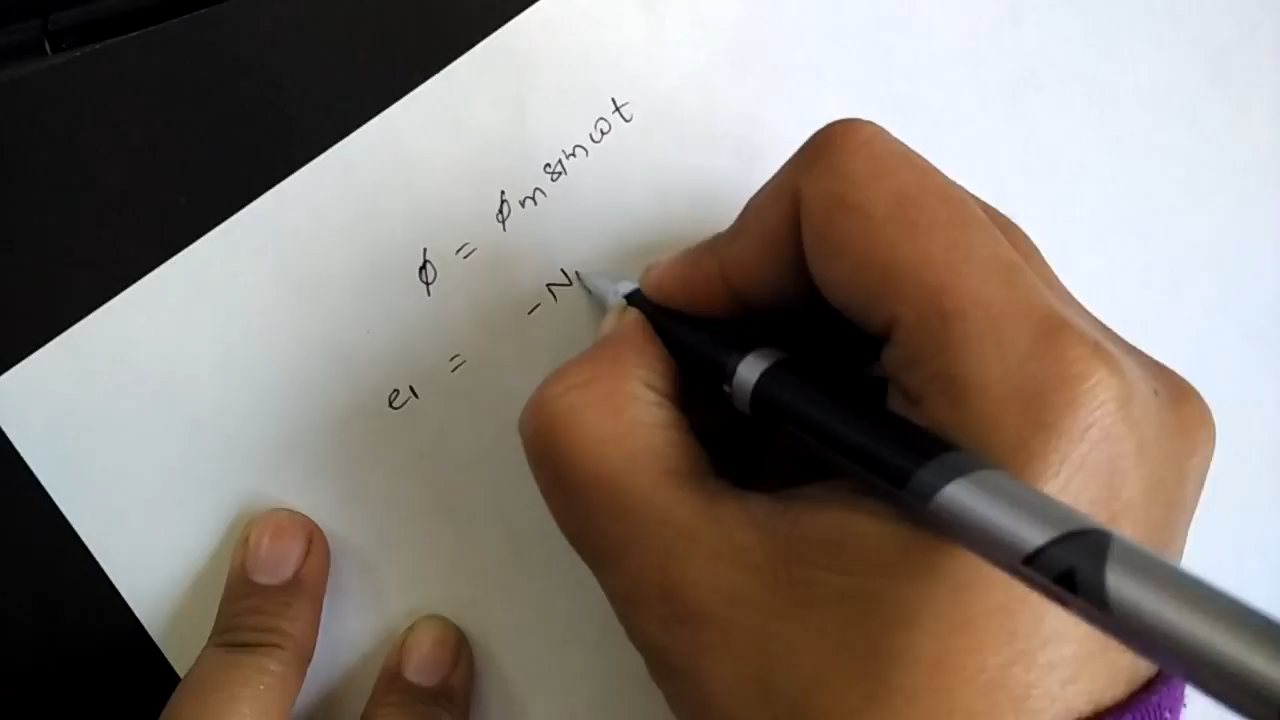 ϕ = ϕm sin ωt
e1 = -N